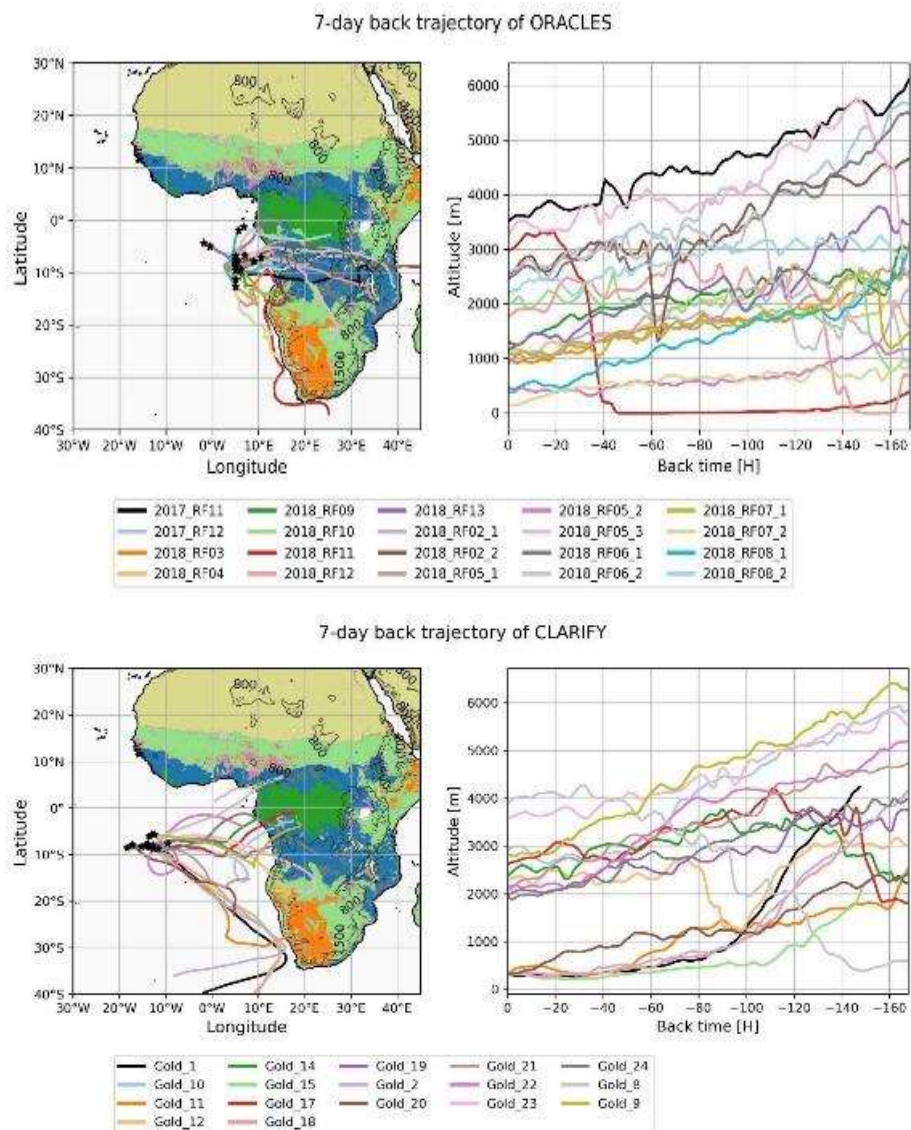 7-day back trajectory of ORACLES
30°N
20°N
10°N
0°
10°S
20°S
30°S
40°S
Latitude
800
800
800
800
800
1500
30°W 20°W 10°W 0°W 10°E 20°E 30°E 40°E
Longitude
6000
5000
4000
3000
2000
1000
0
Altitude [m]
0 −20 −40 −60 −80 −100 −120 −140 −160
Back time [H]
2017_RF11 2018_RF09 2018_RF13 2018_RF05_2 2018_RF07_1
2017_RF12 2018_RF10 2018_RF02_1 2018_RF05_3 2018_RF07_2
2018_RF03 2018_RF11 2018_RF02_2 2018_RF06_1 2018_RF08_1
2018_RF04 2018_RF12 2018_RF05_1 2018_RF06_2 2018_RF08_2
7-day back trajectory of CLARIFY
30°N
20°N
10°N
0°
10°S
20°S
30°S
40°S
Latitude
800
800
800
800
800
1500
30°W 20°W 10°W 0°W 10°E 20°E 30°E 40°E
Longitude
6000
5000
4000
3000
2000
1000
0
Altitude [m]
0 −20 −40 −60 −80 −100 −120 −140 −160
Back time [H]
Gold_1 Gold_14 Gold_19 Gold_21 Gold_24
Gold_10 Gold_15 Gold_2 Gold_22 Gold_8
Gold_11 Gold_17 Gold_20 Gold_23 Gold_9
Gold_12 Gold_18